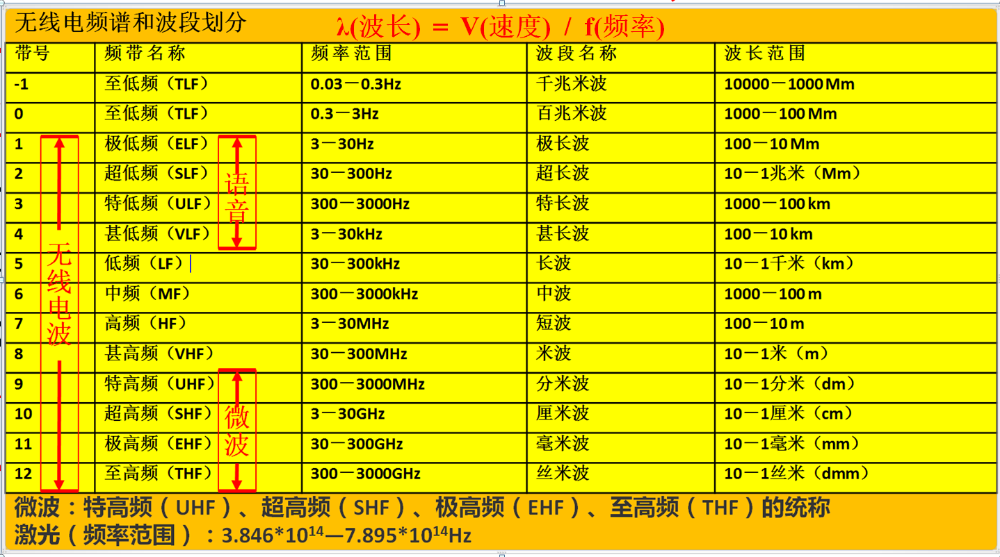 无线电频谱和波段划分 λ(波长) = V(速度) / f(频率)
带号 频带名称 频率范围 波段名称 波长范围
-1 至低频（TLF） 0.03－0.3Hz 千兆米波 10000－1000 Mm
0 至低频（TLF） 0.3－3Hz 百兆米波 1000－100 Mm
1 极低频（ELF） 3－30Hz 极长波 100－10 Mm
2 超低频（SLF） 30－300Hz 超长波 10－1兆米（Mm）
3 特低频（ULF） 300－3000Hz 特长波 1000－100 km
4 甚低频（VLF） 3－30kHz 甚长波 100－10 km
5 低频（LF） 30－300kHz 长波 10－1千米（km）
6 中频（MF） 300－3000kHz 中波 1000－100 m
7 高频（HF） 3－30MHz 短波 100－10 m
8 甚高频（VHF） 30－300MHz 米波 10－1米（m）
9 特高频（UHF） 300－3000MHz 分米波 10－1分米（dm）
10 超高频（SHF） 3－30GHz 厘米波 10－1厘米（cm）
11 极高频（EHF） 30－300GHz 毫米波 10－1毫米（mm）
12 至高频（THF） 300－3000GHz 丝米波 10－1丝米（dmm）
无线电波
语音
微波
微波：特高频（UHF）、超高频（SHF）、极高频（EHF）、至高频（THF）的统称
激光（频率范围）：3.846*10¹⁴—7.895*10¹⁴Hz